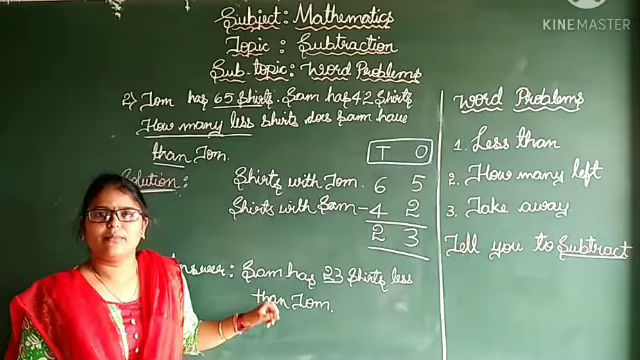 Subject: Mathematics
Topic: Subtraction
Sub-topic: Word Problems
2) Tom has 65 Shirts. Sam has 42 Shirts
How many less shirts does Sam have
than Tom.
T O
Solution:
Shirts with Tom. 6 5
Shirts with Sam - 4 2
2 3
Answer: Sam has 23 Shirts less
than Tom.
Word Problems
1. Less than
2. How many left
3. Take away.
Tell you to Subtract
Made with
KINEMASTER